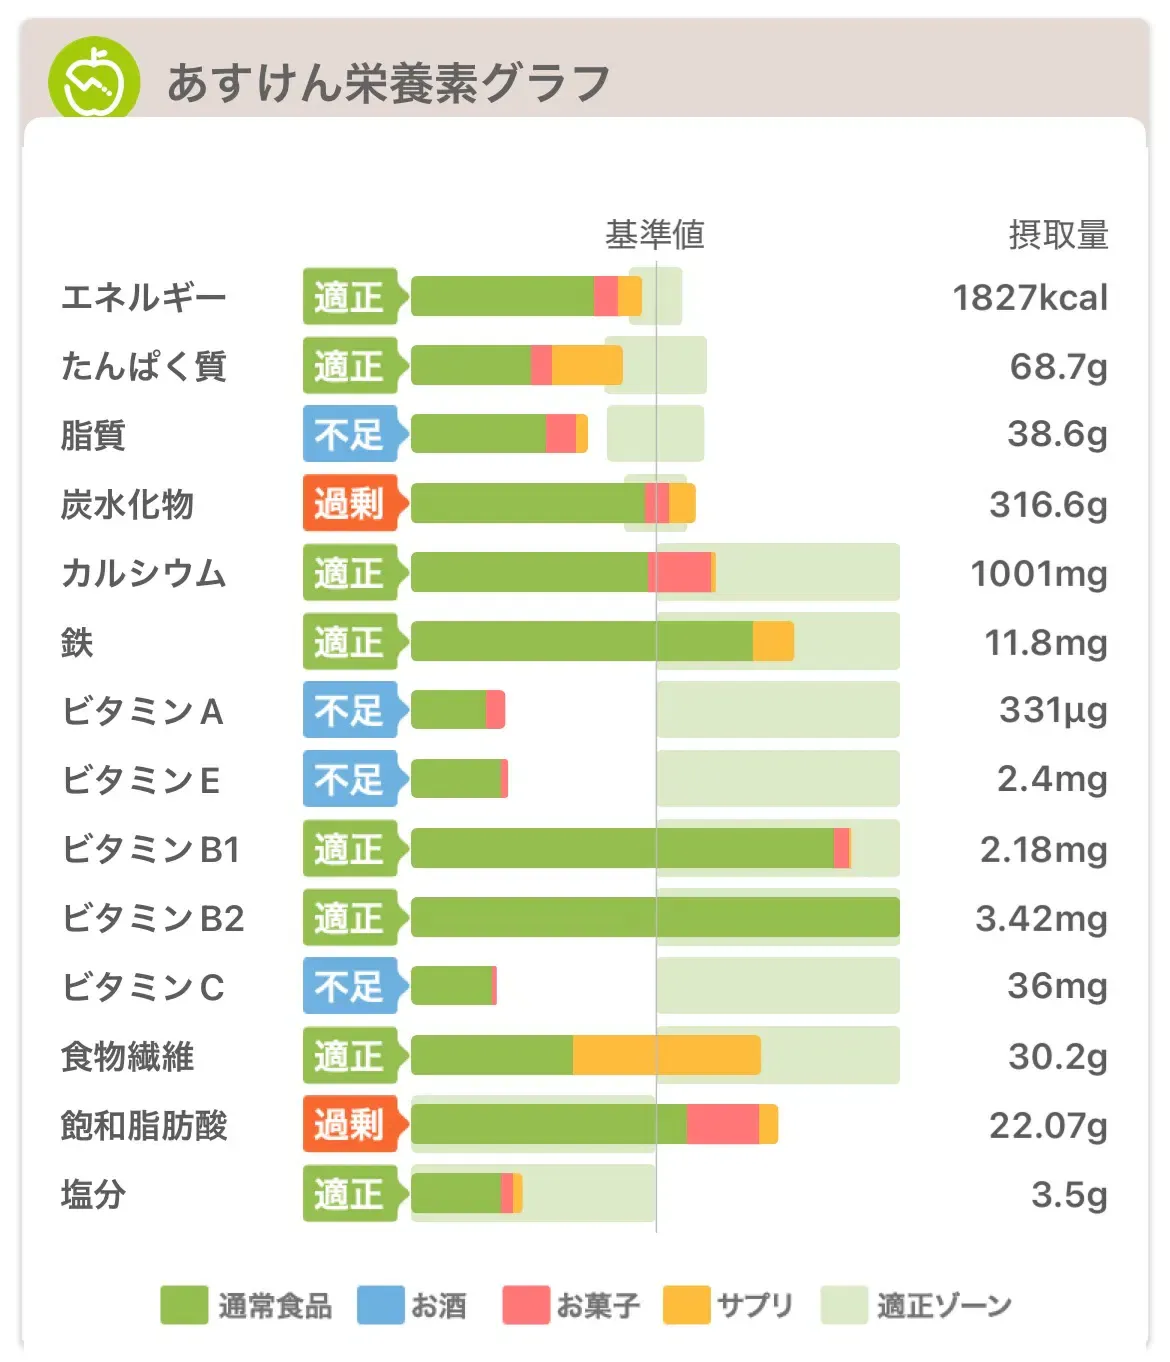 あすけん栄養素グラフ
基準値 摂取量
エネルギー 適正 1827kcal
たんぱく質 適正 68.7g
脂質 不足 38.6g
炭水化物 過剰 316.6g
カルシウム 適正 1001mg
鉄 適正 11.8mg
ビタミンA 不足 331μg
ビタミンE 不足 2.4mg
ビタミンB1 適正 2.18mg
ビタミンB2 適正 3.42mg
ビタミンC 不足 36mg
食物繊維 適正 30.2g
飽和脂肪酸 過剰 22.07g
塩分 適正 3.5g
通常食品 お酒 お菓子 サプリ 適正ゾーン